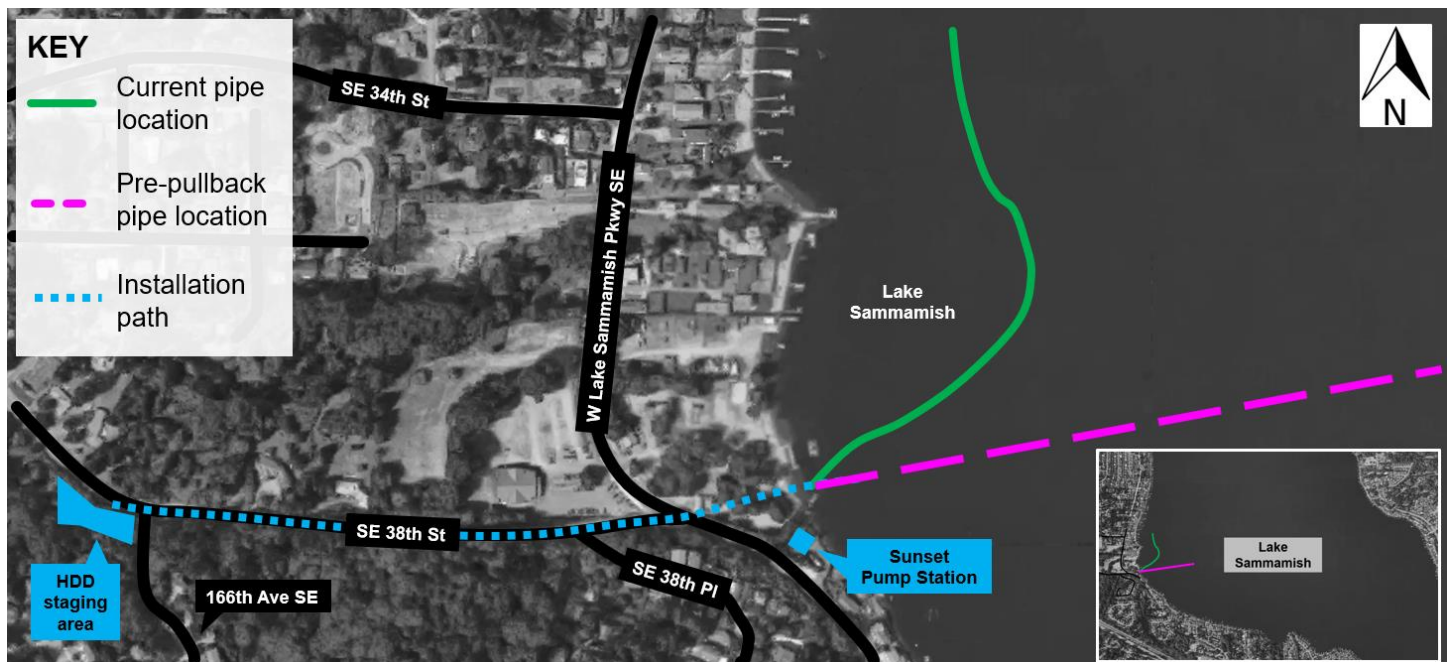 KEY
Current pipe
location
Pre-pullback
pipe location
Installation
path
SE 34th St
W Lake Sammamish Pkwy SE
N
Lake
Sammamish
SE 38th St
SE 38th Pl
HDD
staging
area
166th Ave SE
Sunset
Pump Station
Lake
Sammamish